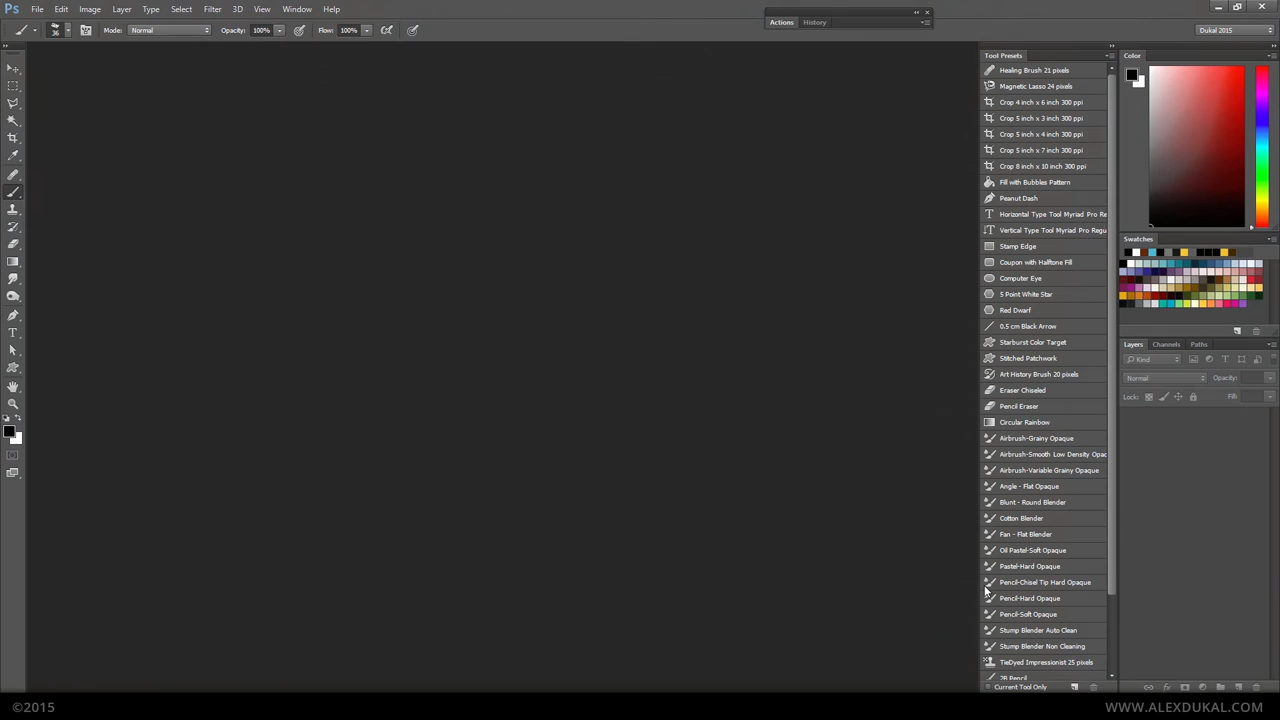 Ps File Edit Image Layer Type Select Filter 3D View Window Help
36 Mode: Normal Opacity: 100% Flow: 100%
Actions History
Dukal 2015
Tool Presets
Healing Brush 21 pixels
Magnetic Lasso 24 pixels
Crop 4 inch x 6 inch 300 ppi
Crop 5 inch x 3 inch 300 ppi
Crop 5 inch x 4 inch 300 ppi
Crop 5 inch x 7 inch 300 ppi
Crop 8 inch x 10 inch 300 ppi
Fill with Bubbles Pattern
Peanut Dash
Horizontal Type Tool Myriad Pro Re
Vertical Type Tool Myriad Pro Regu
Stamp Edge
Coupon with Halftone Fill
Computer Eye
5 Point White Star
Red Dwarf
0.5 cm Black Arrow
Starburst Color Target
Stitched Patchwork
Art History Brush 20 pixels
Eraser Chiseled
Pencil Eraser
Circular Rainbow
Airbrush-Grainy Opaque
Airbrush-Smooth Low Density Opac
Airbrush-Variable Grainy Opaque
Angle - Flat Opaque
Blunt - Round Blender
Cotton Blender
Fan - Flat Blender
Oil Pastel-Soft Opaque
Pastel-Hard Opaque
Pencil-Chisel Tip Hard Opaque
Pencil-Hard Opaque
Pencil-Soft Opaque
Stump Blender Auto Clean
Stump Blender Non Cleaning
TieDyed Impressionist 25 pixels
2B Pencil
Current Tool Only
Color
Swatches
Layers Channels Paths
Kind
Normal Opacity:
Lock: Fill:
©2015
WWW.ALEXDUKAL.COM